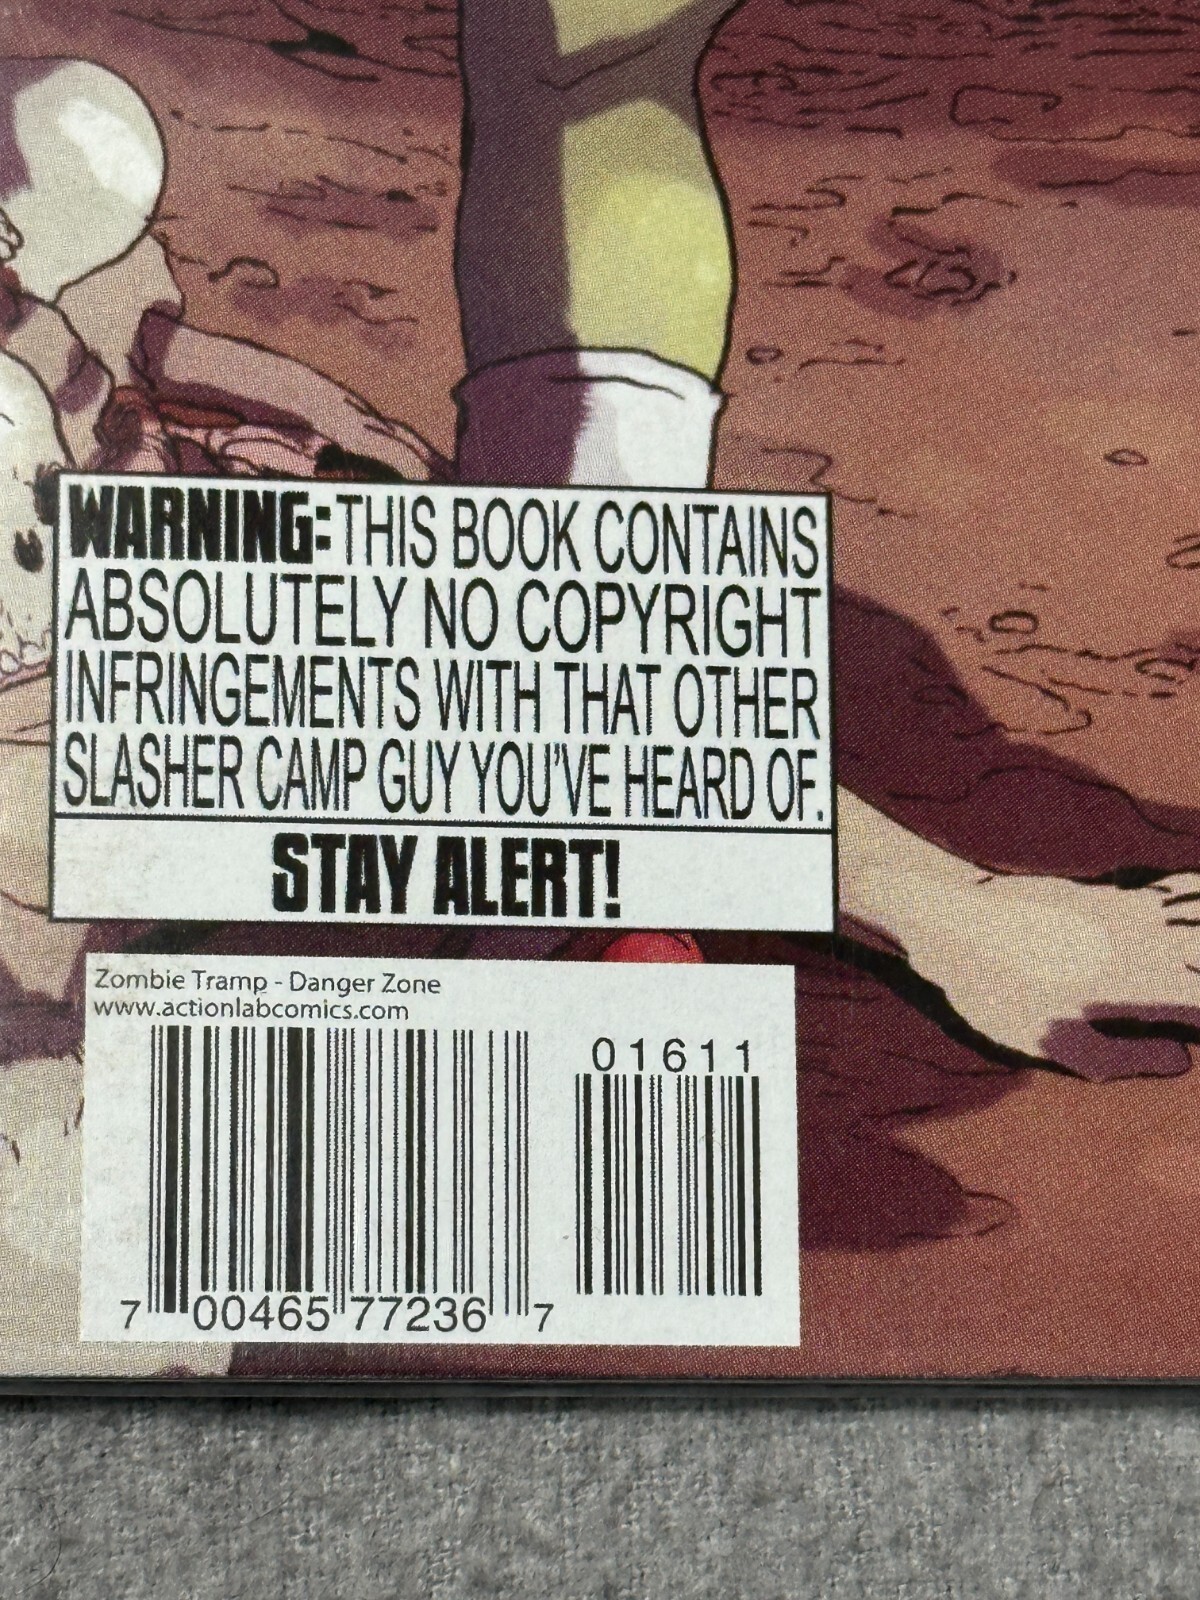 WARNING: THIS BOOK CONTAINS
ABSOLUTELY NO COPYRIGHT
INFRINGEMENTS WITH THAT OTHER
SLASHER CAMP GUY YOU'VE HEARD OF.
STAY ALERT!
Zombie Tramp - Danger Zone
www.actionlabcomics.com
01611
7 00465 77236 7